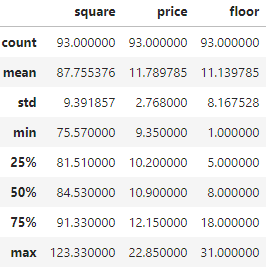 square price floor
count 93.000000 93.000000 93.000000
mean 87.755376 11.789785 11.139785
std 9.391857 2.768000 8.167528
min 75.570000 9.350000 1.000000
25% 81.510000 10.200000 5.000000
50% 84.530000 10.900000 8.000000
75% 91.330000 12.150000 18.000000
max 123.330000 22.850000 31.000000